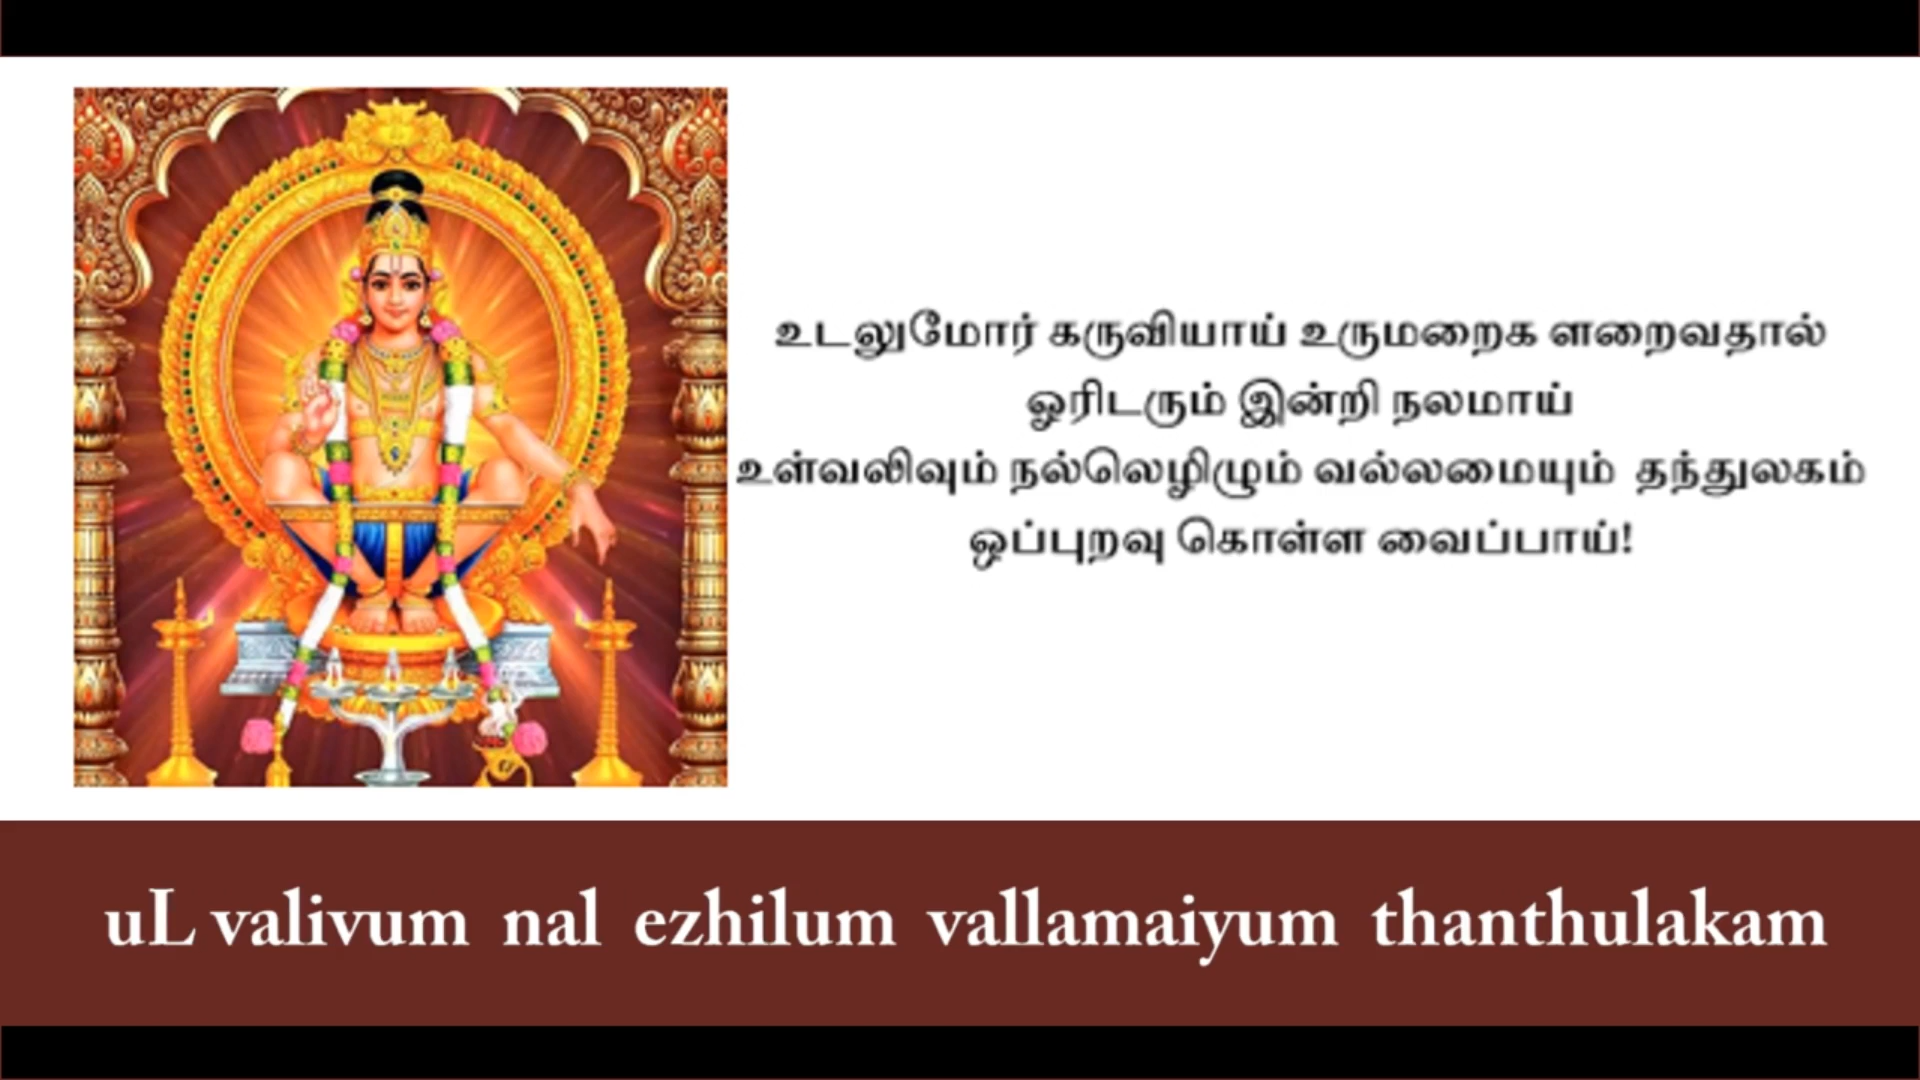 உடலுமோர் கருவியாய் உருமறைக ளறைவதால்
ஓரிடரும் இன்றி நலமாய்
உள்வலிவும் நல்லெழிழும் வல்லமையும் தந்துலகம்
ஒப்புறவு கொள்ள வைப்பாய்!
uL valivum nal ezhilum vallamaiyum thanthulakam